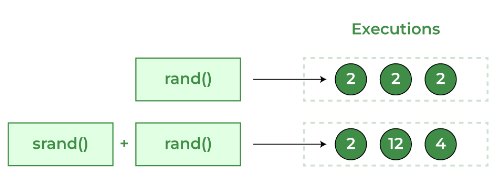 Executions
rand() 2 2 2
srand() + rand() 2 12 4